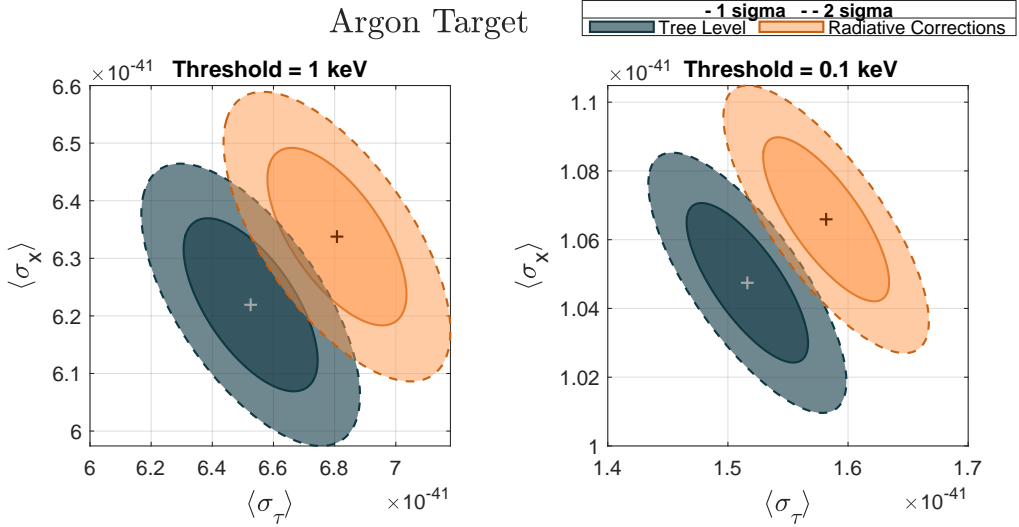 Argon Target
- 1 sigma - - 2 sigma
Tree Level Radiative Corrections
×10^-41 Threshold = 1 keV
6.6
6.5
6.4
6.3
6.2
6.1
6
⟨σ_x⟩
6 6.2 6.4 6.6 6.8 7
⟨σ_τ⟩ ×10^-41
×10^-41 Threshold = 0.1 keV
1.1
1.08
1.06
1.04
1.02
1
⟨σ_x⟩
1.4 1.5 1.6 1.7
⟨σ_τ⟩ ×10^-41